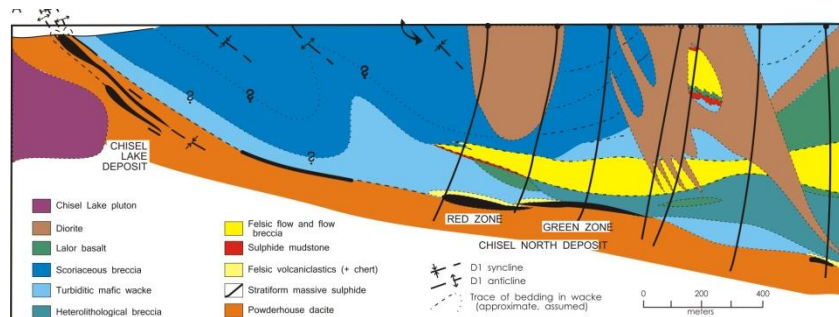 ?
?
?
?
CHISEL
LAKE
DEPOSIT
RED ZONE
GREEN ZONE
CHISEL NORTH DEPOSIT
Chisel Lake pluton
Diorite
Lalor basalt
Scoriaceous breccia
Turbiditic mafic wacke
Heterolithological breccia
Felsic flow and flow
breccia
Sulphide mudstone
Felsic volcaniclastics (+ chert)
Stratiform massive sulphide
Powderhouse dacite
D1 syncline
D1 anticline
Trace of bedding in wacke
(approximate, assumed)
0 200 400
meters